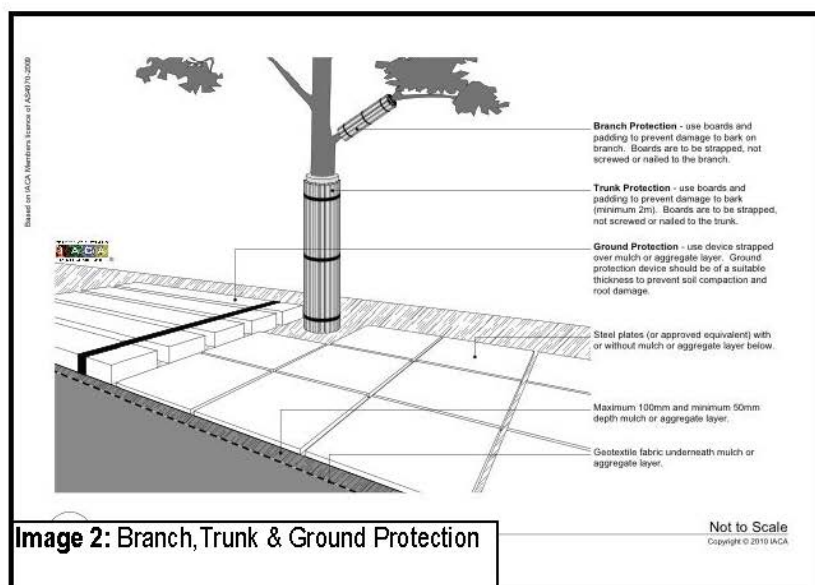 Based on IACA Members licence of AS4970-2009
Branch Protection - use boards and
padding to prevent damage to bark on
branch. Boards are to be strapped, not
screwed or nailed to the branch.
Trunk Protection - use boards and
padding to prevent damage to bark
(minimum 2m). Boards are to be strapped,
not screwed or nailed to the trunk.
Ground Protection - use device strapped
over mulch or aggregate layer. Ground
protection device should be of a suitable
thickness to prevent soil compaction and
root damage.
Steel plates (or approved equivalent) with
or without mulch or aggregate layer below.
Maximum 100mm and minimum 50mm
depth mulch or aggregate layer.
Geotextile fabric underneath mulch or
aggregate layer.
IACA
®
Image 2: Branch,Trunk & Ground Protection
Not to Scale
Copyright © 2010 IACA